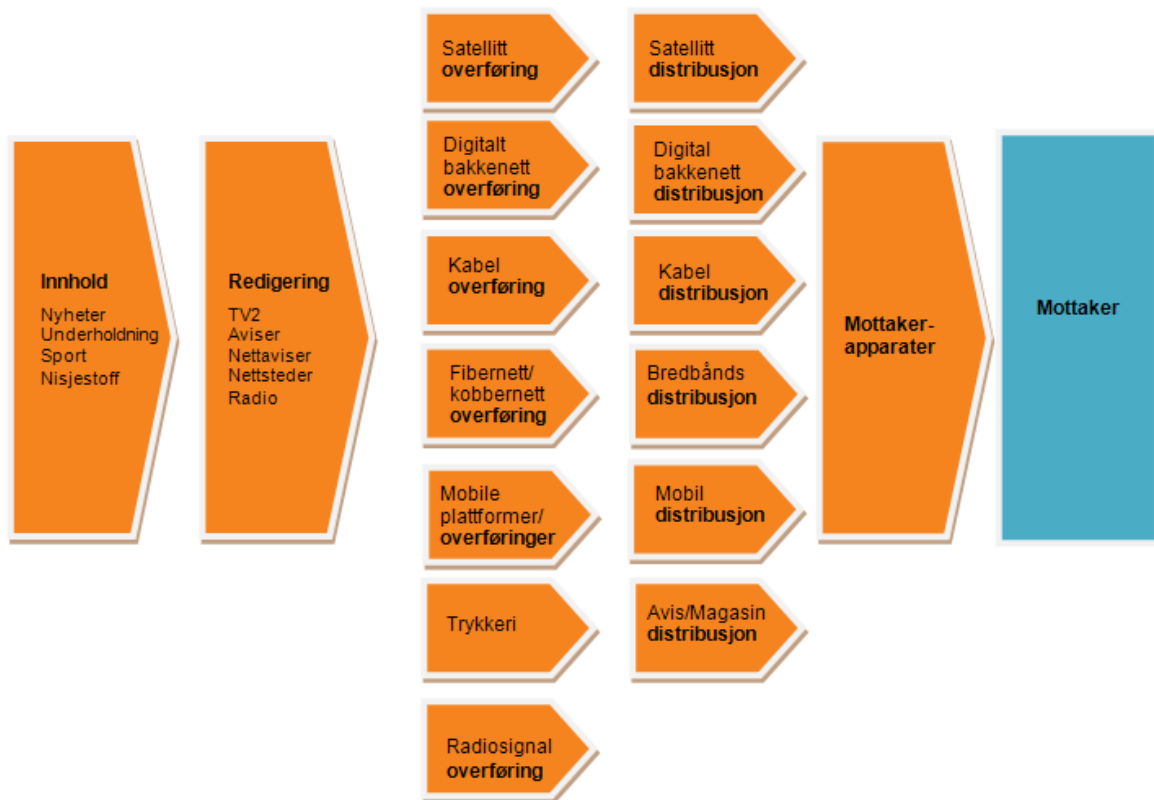 Innhold
Nyheter
Underholdning
Sport
Nisjestoff
Redigering
TV2
Aviser
Nettaviser
Nettsteder
Radio
Satellitt
overføring
Digitalt
bakkenett
overføring
Kabel
overføring
Fibernett/
kobbernett
overføring
Mobile
plattformer/
overføringer
Trykkeri
Radiosignal
overføring
Satellitt
distribusjon
Digital
bakkenett
distribusjon
Kabel
distribusjon
Bredbånds
distribusjon
Mobil
distribusjon
Avis/Magasin
distribusjon
Mottaker-
apparater
Mottaker